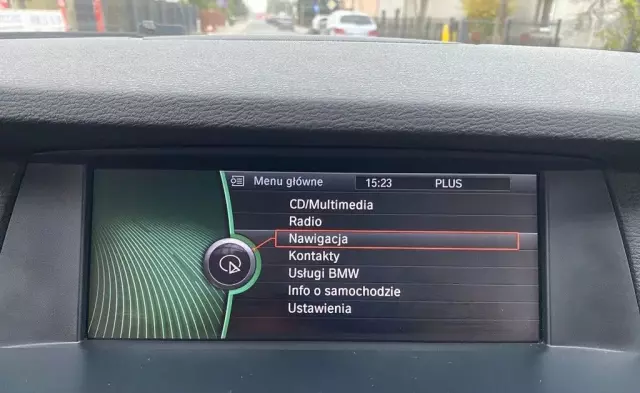 Menu główne 15:23 PLUS
CD/Multimedia
Radio
Nawigacja
Kontakty
Usługi BMW
Info o samochodzie
Ustawienia